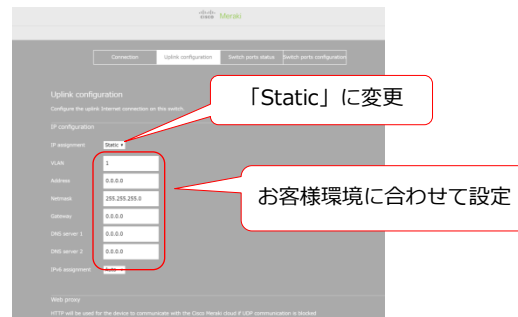 cisco Meraki
Connection Uplink configuration Switch ports status Switch ports configuration
Uplink configuration
Configure the uplink Internet connection on this switch.
「Static」に変更
IP configuration
IP assignment Static
VLAN 1
Address 0.0.0.0
Netmask 255.255.255.0
お客様環境に合わせて設定
Gateway 0.0.0.0
DNS server 1 0.0.0.0
DNS server 2 0.0.0.0
IPv6 assignment Auto
Web proxy
HTTP will be used for the device to communicate with the Cisco Meraki cloud if UDP communication is blocked